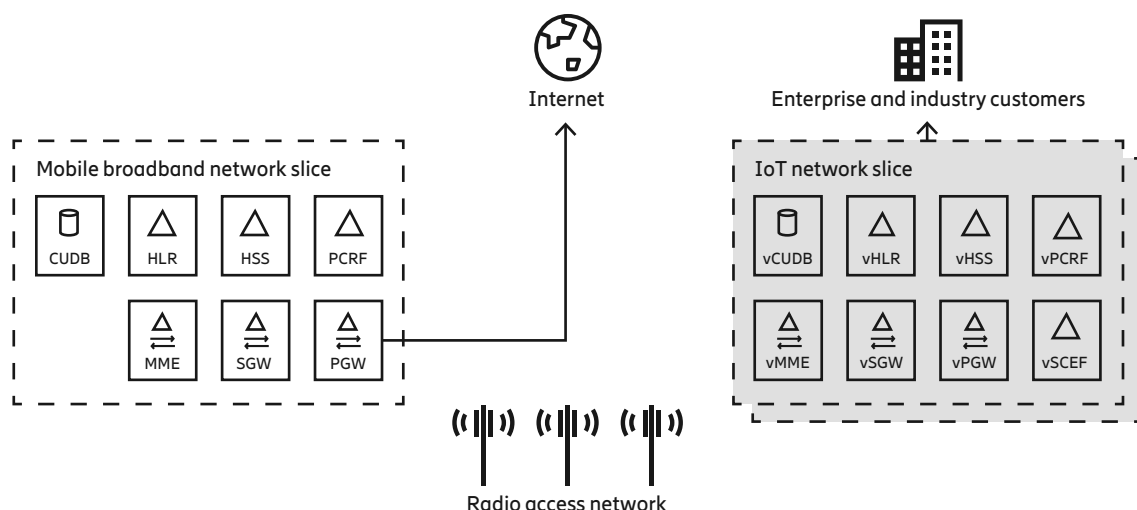 Internet
Enterprise and industry customers
Mobile broadband network slice
CUDB HLR HSS PCRF
MME SGW PGW
IoT network slice
vCUDB vHLR vHSS vPCRF
vMME vSGW vPGW vSCEF
Radio access network